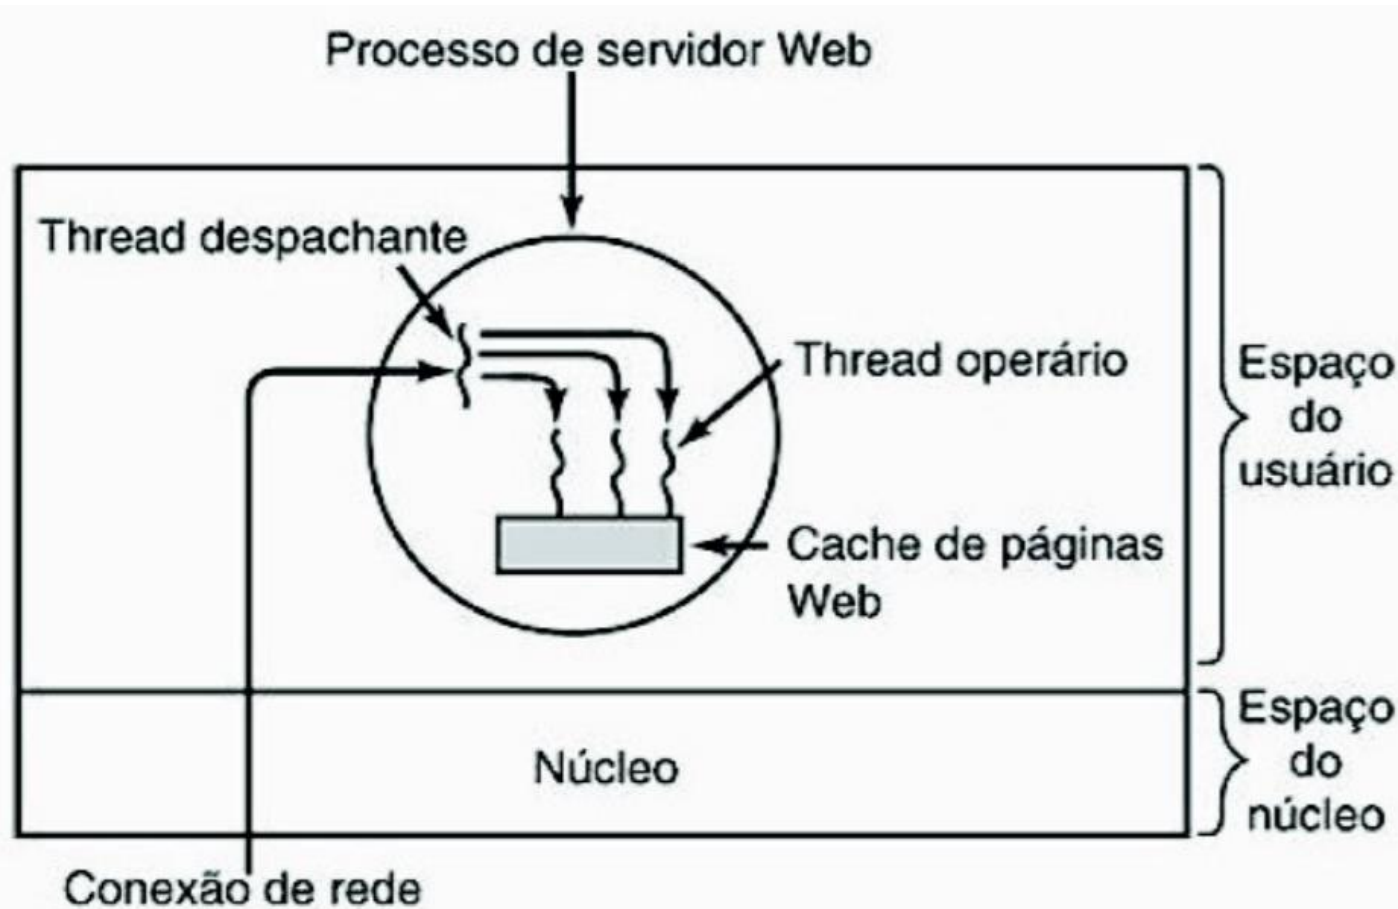 Processo de servidor Web
Thread despachante
Thread operário
Espaço
do
usuário
Cache de páginas
Web
Espaço
do
núcleo
Núcleo
Conexão de rede